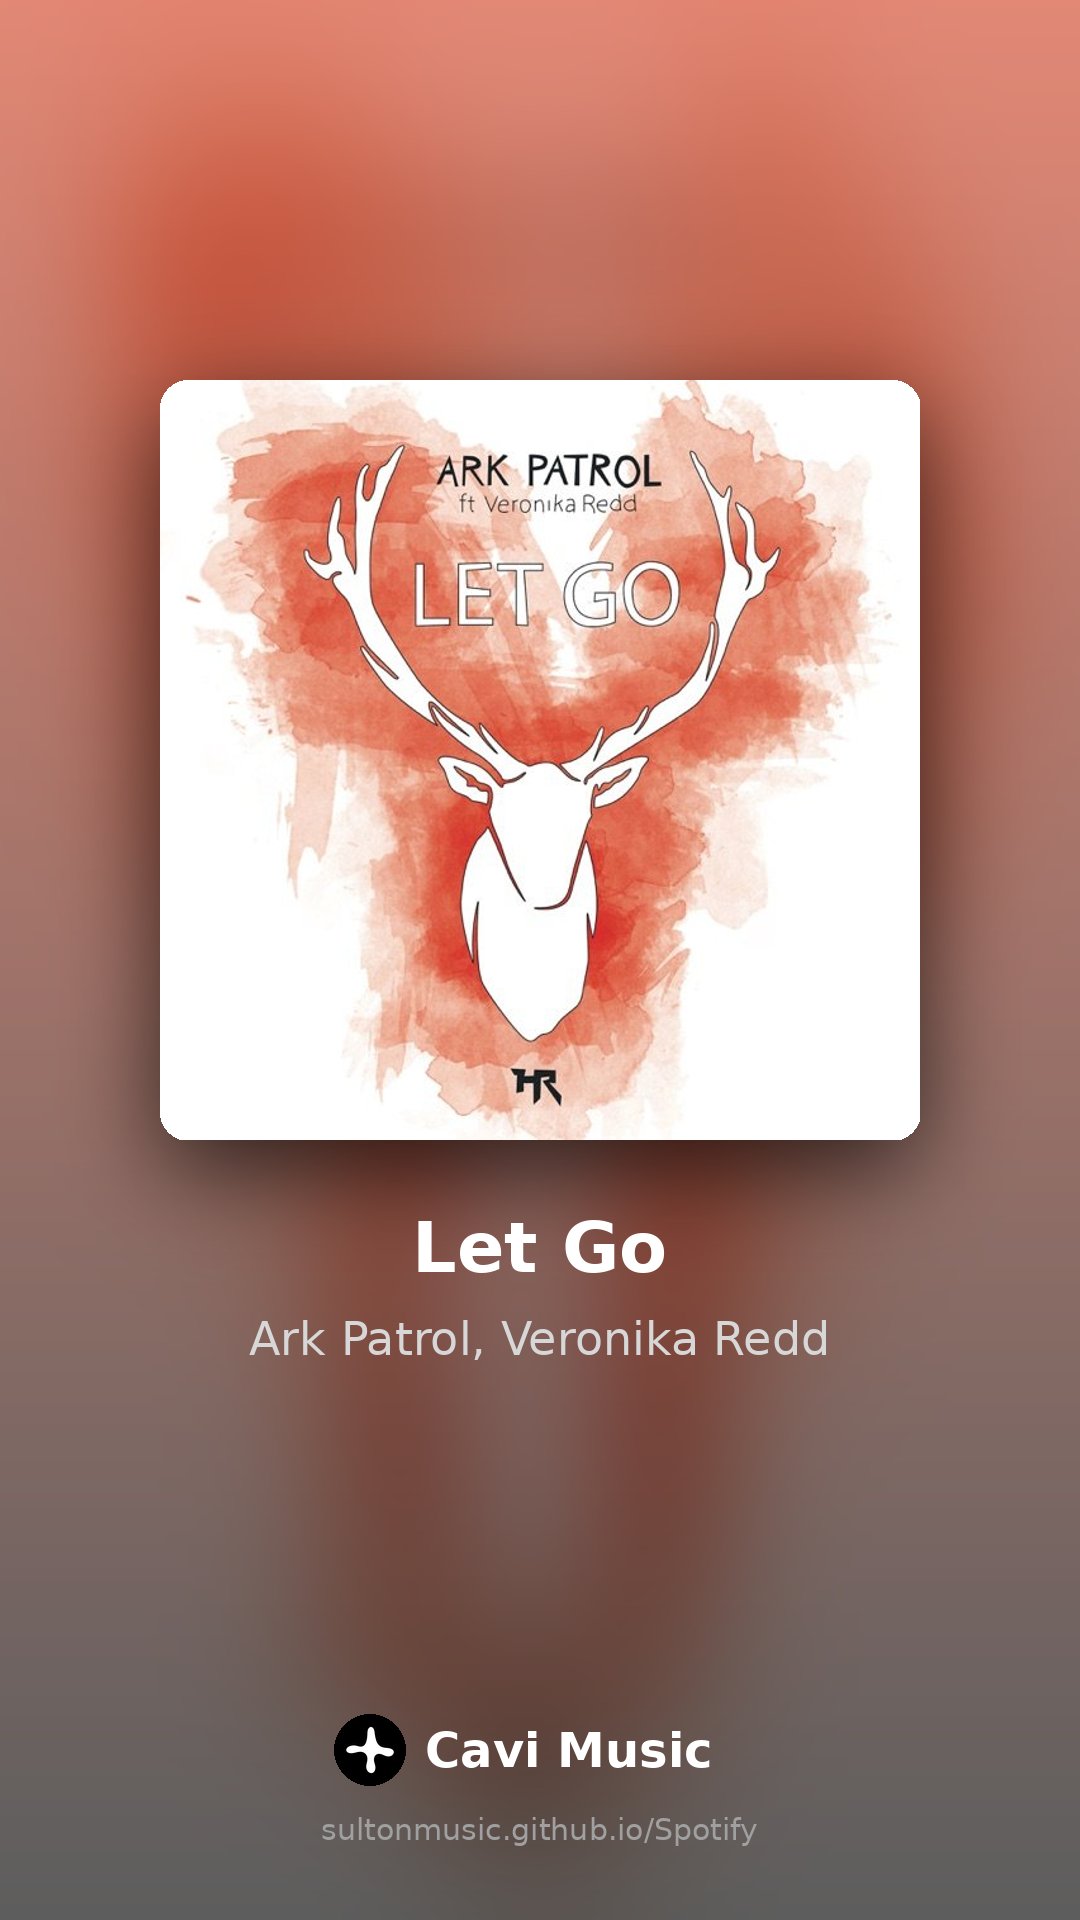 ARK PATROL
ft Veronika Redd
LET GO
HR
Let Go
Ark Patrol, Veronika Redd
Cavi Music
sultonmusic.github.io/Spotify